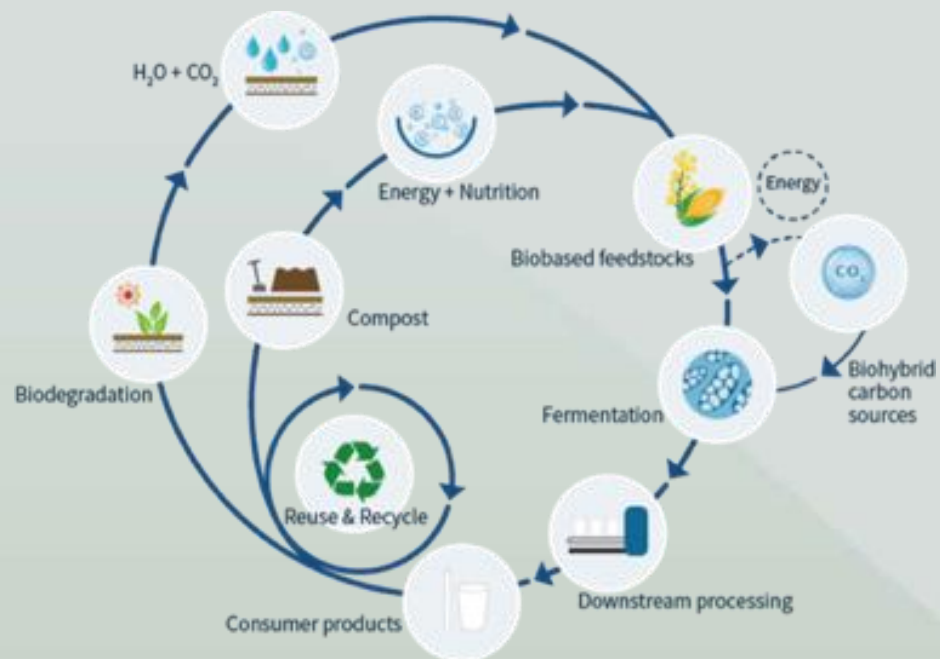 H₂O + CO₂
Energy + Nutrition
Energy
Biobased feedstocks
CO₂
Compost
Biodegradation
Biohybrid
carbon
sources
Fermentation
Reuse & Recycle
Downstream processing
Consumer products